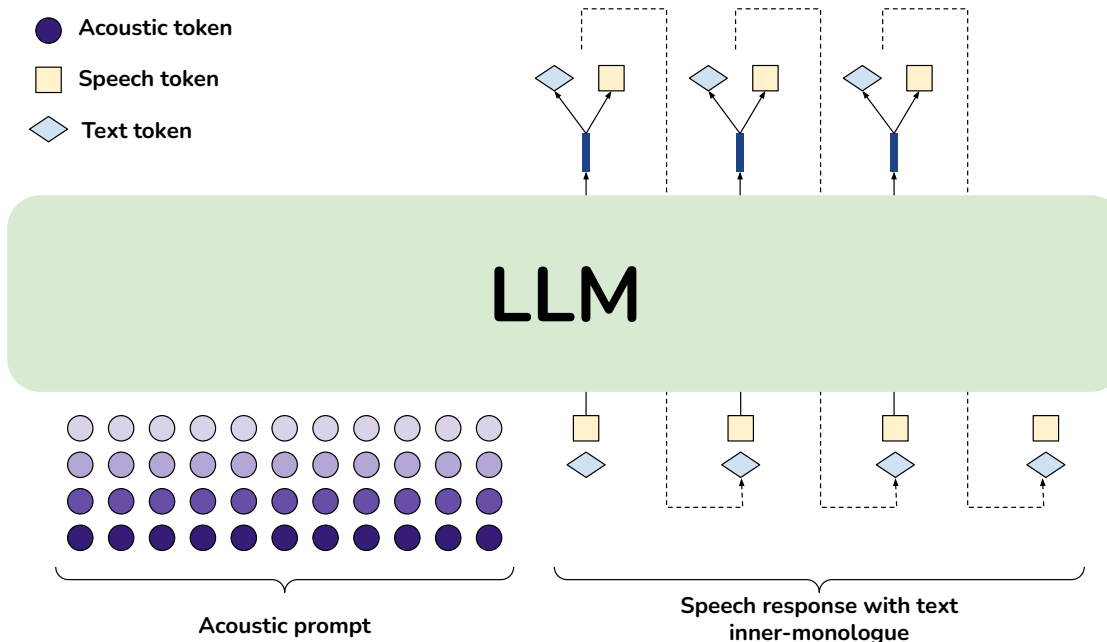 Acoustic token
Speech token
Text token
LLM
Acoustic prompt
Speech response with text
inner-monologue